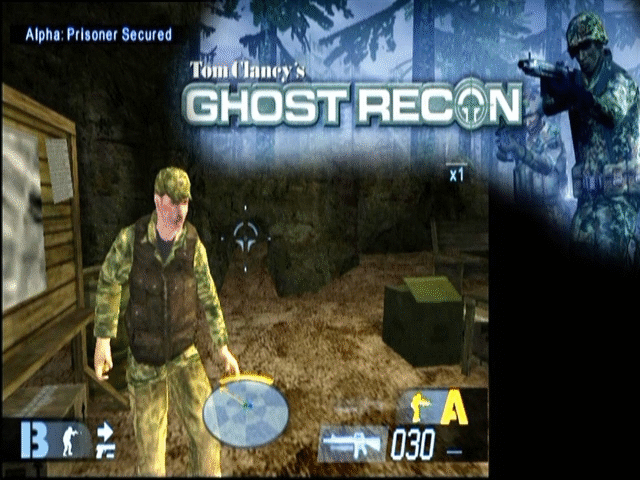 Alpha: Prisoner Secured
Tom Clancy's
GHOST RECON
x1
B
A
030